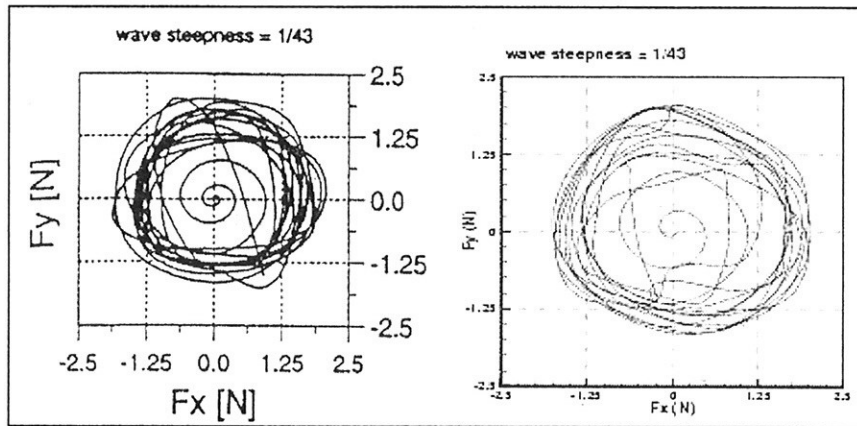 wave steepness = 1/43
2.5
1.25
0.0
-1.25
-2.5
Fy [N]
-2.5 -1.25 0.0 1.25 2.5
Fx [N]
wave steepness = 1/43
2.5
1.25
0
-1.25
-2.5
Fy (N)
-2.5 -1.25 0 1.25 2.5
Fx (N)